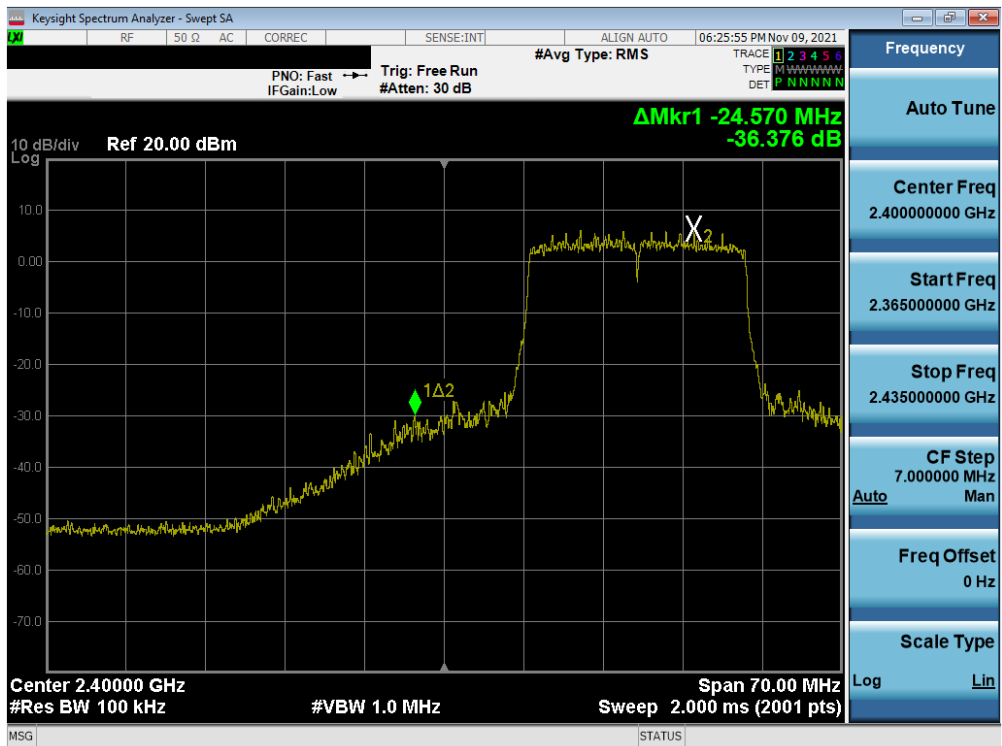 Keysight Spectrum Analyzer - Swept SA
LXI RF 50 Ω AC CORREC SENSE:INT ALIGN AUTO 06:25:55 PM Nov 09, 2021
PNO: Fast
IFGain:Low
Trig: Free Run
#Atten: 30 dB
#Avg Type: RMS
TRACE 1 2 3 4 5 6
TYPE M W W W W W
DET P N N N N N
ΔMkr1 -24.570 MHz
-36.376 dB
10 dB/div
Log
Ref 20.00 dBm
10.0
0.00
-10.0
-20.0
-30.0
-40.0
-50.0
-60.0
-70.0
X2
1Δ2
Center 2.40000 GHz
Span 70.00 MHz
#Res BW 100 kHz
#VBW 1.0 MHz
Sweep 2.000 ms (2001 pts)
MSG
STATUS
Frequency
Auto Tune
Center Freq
2.400000000 GHz
Start Freq
2.365000000 GHz
Stop Freq
2.435000000 GHz
CF Step
7.000000 MHz
Auto Man
Freq Offset
0 Hz
Scale Type
Log Lin